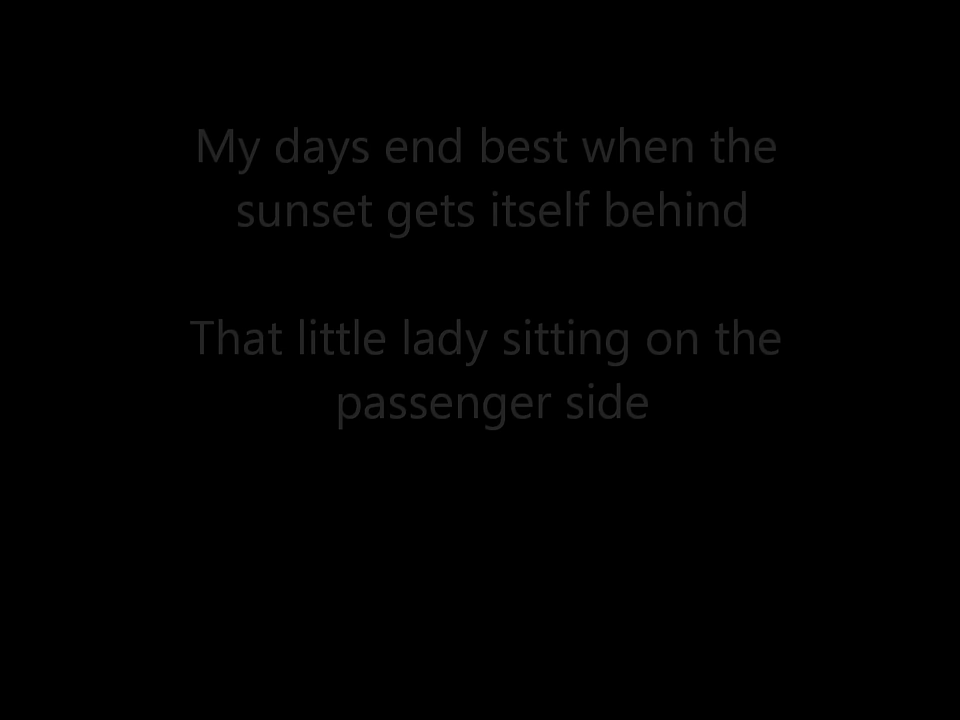 My days end best when the
sunset gets itself behind
That little lady sitting on the
passenger side